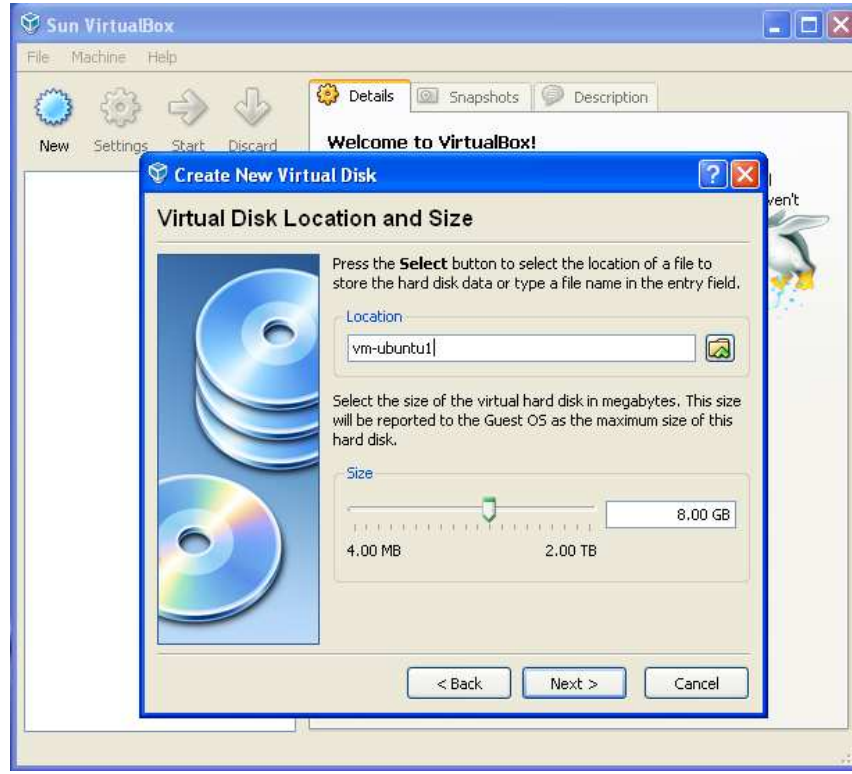 Sun VirtualBox
File Machine Help
New Settings Start Discard
Details Snapshots Description
Welcome to VirtualBox!
ven't
Create New Virtual Disk
Virtual Disk Location and Size
Press the Select button to select the location of a file to
store the hard disk data or type a file name in the entry field.
Location
vm-ubuntu1
Select the size of the virtual hard disk in megabytes. This size
will be reported to the Guest OS as the maximum size of this
hard disk.
Size
8.00 GB
4.00 MB 2.00 TB
< Back Next > Cancel